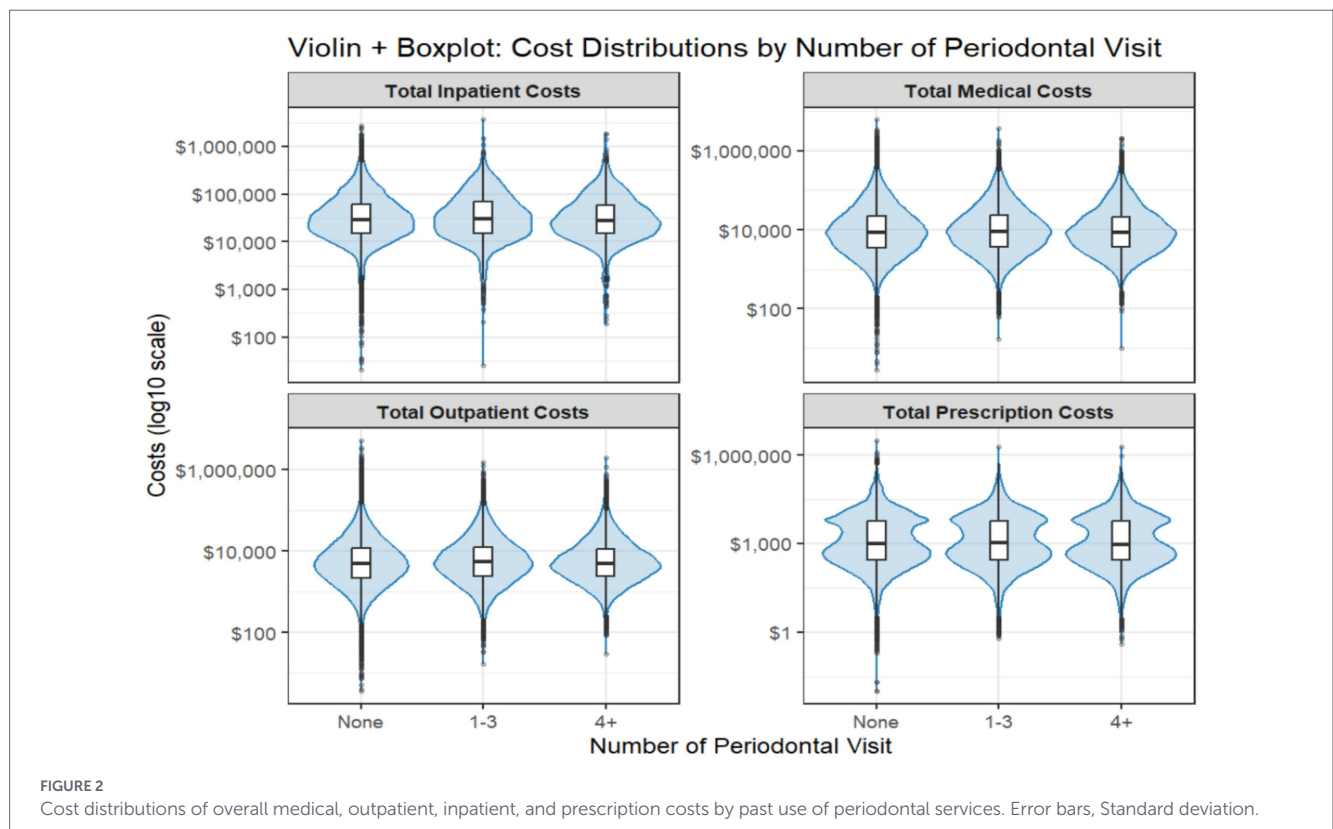 Violin + Boxplot: Cost Distributions by Number of Periodontal Visit
Total Inpatient Costs
Total Medical Costs
$1,000,000
$100,000
$10,000
$1,000
$100
$1,000,000
$10,000
$100
Costs (log10 scale)
Total Outpatient Costs
Total Prescription Costs
$1,000,000
$10,000
$100
$1,000,000
$1,000
$1
None 1-3 4+
None 1-3 4+
Number of Periodontal Visit
FIGURE 2
Cost distributions of overall medical, outpatient, inpatient, and prescription costs by past use of periodontal services. Error bars, Standard deviation.